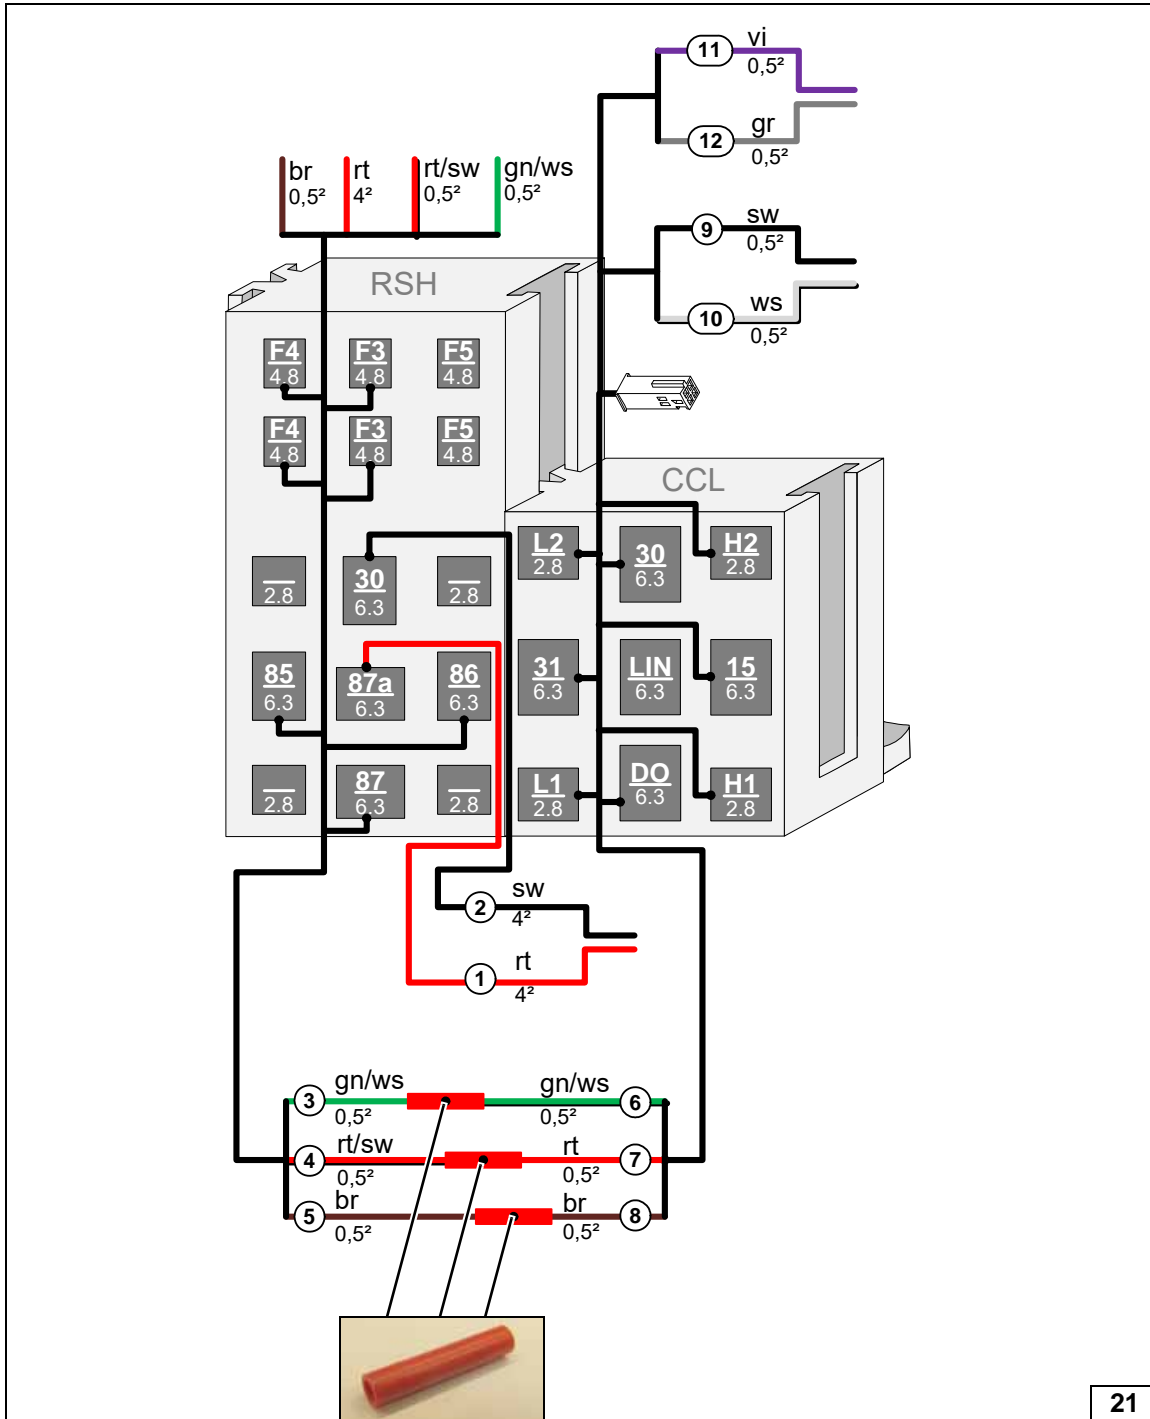 11 vi
0,5²
12 gr
0,5²
br
0,5²
rt
4²
rt/sw
0,5²
gn/ws
0,5²
9 sw
0,5²
10 ws
0,5²
RSH
F4
4.8
F3
4.8
F5
4.8
F4
4.8
F3
4.8
F5
4.8
2.8
30
6.3
2.8
85
6.3
87a
6.3
86
6.3
2.8
87
6.3
2.8
CCL
L2
2.8
30
6.3
H2
2.8
31
6.3
LIN
6.3
15
6.3
L1
2.8
DO
6.3
H1
2.8
2 sw
4²
1 rt
4²
3 gn/ws
0,5²
gn/ws 6
0,5²
4 rt/sw
0,5²
rt 7
0,5²
5 br
0,5²
br 8
0,5²
21